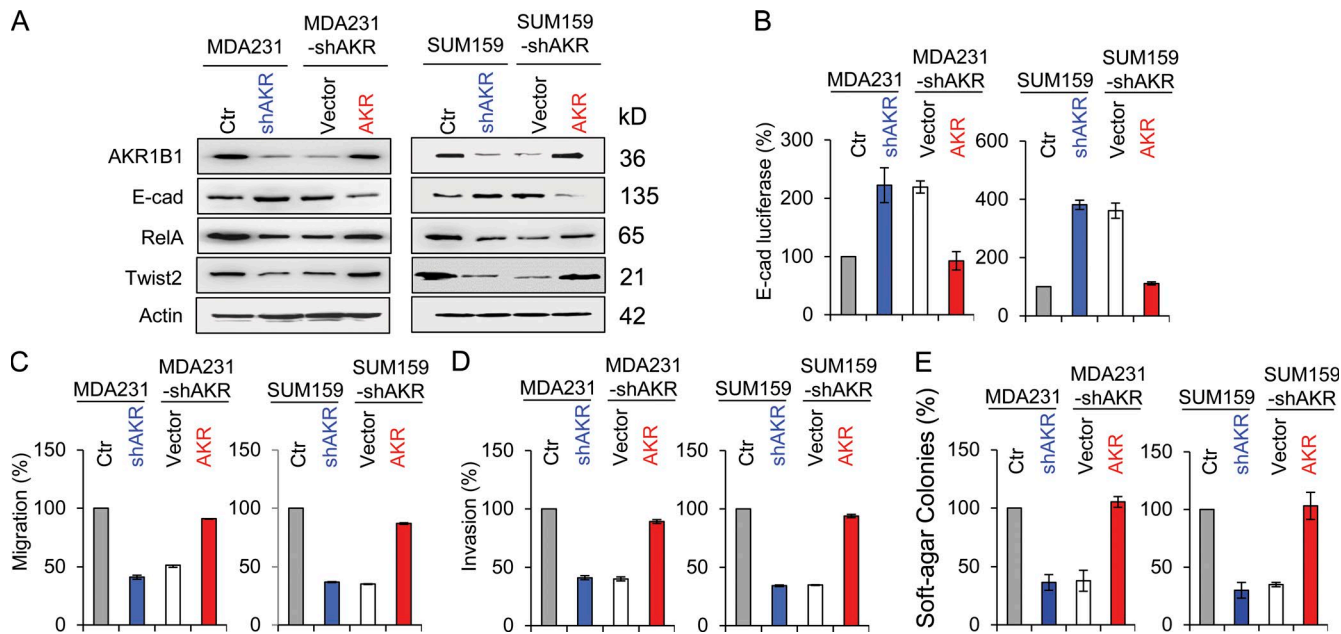 A
MDA231
MDA231
-shAKR
SUM159
SUM159
-shAKR
Ctr
shAKR
Vector
AKR
Ctr
shAKR
Vector
AKR
kD
AKR1B1
36
E-cad
135
RelA
65
Twist2
21
Actin
42
B
MDA231
MDA231
-shAKR
SUM159
SUM159
-shAKR
Ctr
shAKR
Vector
AKR
Ctr
shAKR
Vector
AKR
E-cad luciferase (%)
300
200
100
0
600
400
200
0
C
MDA231
MDA231
-shAKR
SUM159
SUM159
-shAKR
Ctr
shAKR
Vector
AKR
Ctr
shAKR
Vector
AKR
Migration (%)
150
100
50
0
150
100
50
0
D
MDA231
MDA231
-shAKR
SUM159
SUM159
-shAKR
Ctr
shAKR
Vector
AKR
Ctr
shAKR
Vector
AKR
Invasion (%)
150
100
50
0
150
100
50
0
E
MDA231
MDA231
-shAKR
SUM159
SUM159
-shAKR
Ctr
shAKR
Vector
AKR
Ctr
shAKR
Vector
AKR
Soft-agar Colonies (%)
150
100
50
0
150
100
50
0